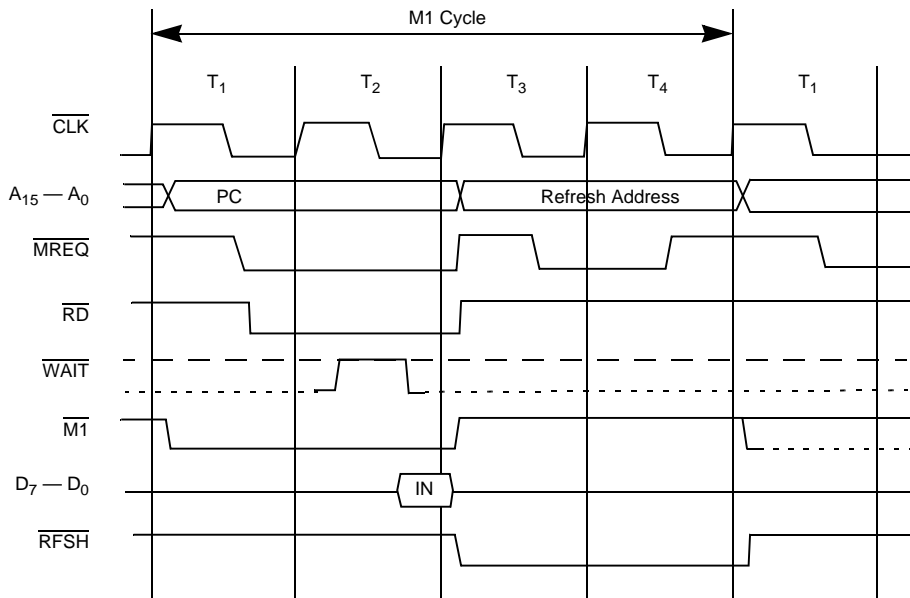 M1 Cycle
T1 T2 T3 T4 T1
CLK
A15 — A0 PC Refresh Address
MREQ
RD
WAIT
M1
D7 — D0 IN
RFSH